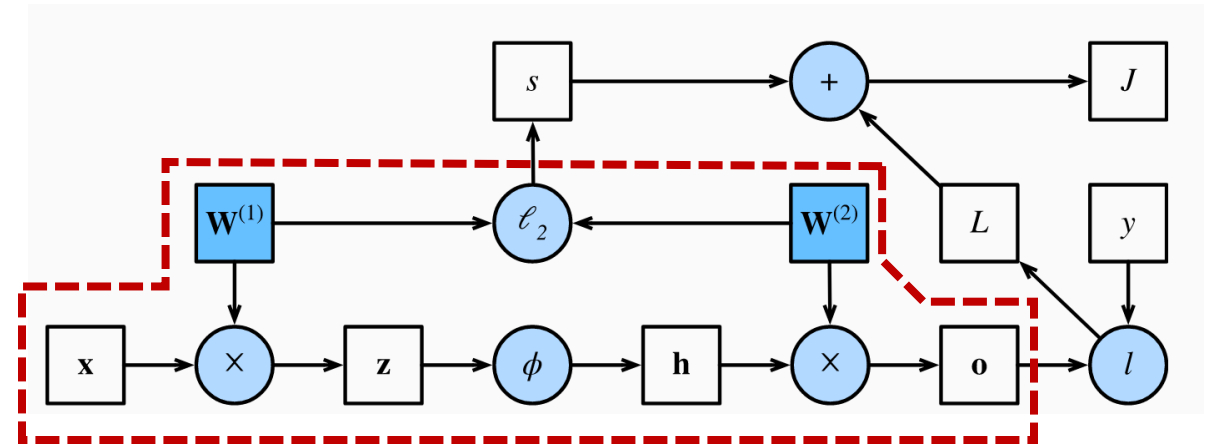 s + J
W⁽¹⁾ ℓ₂ W⁽²⁾ L y
x × z ϕ h × o l